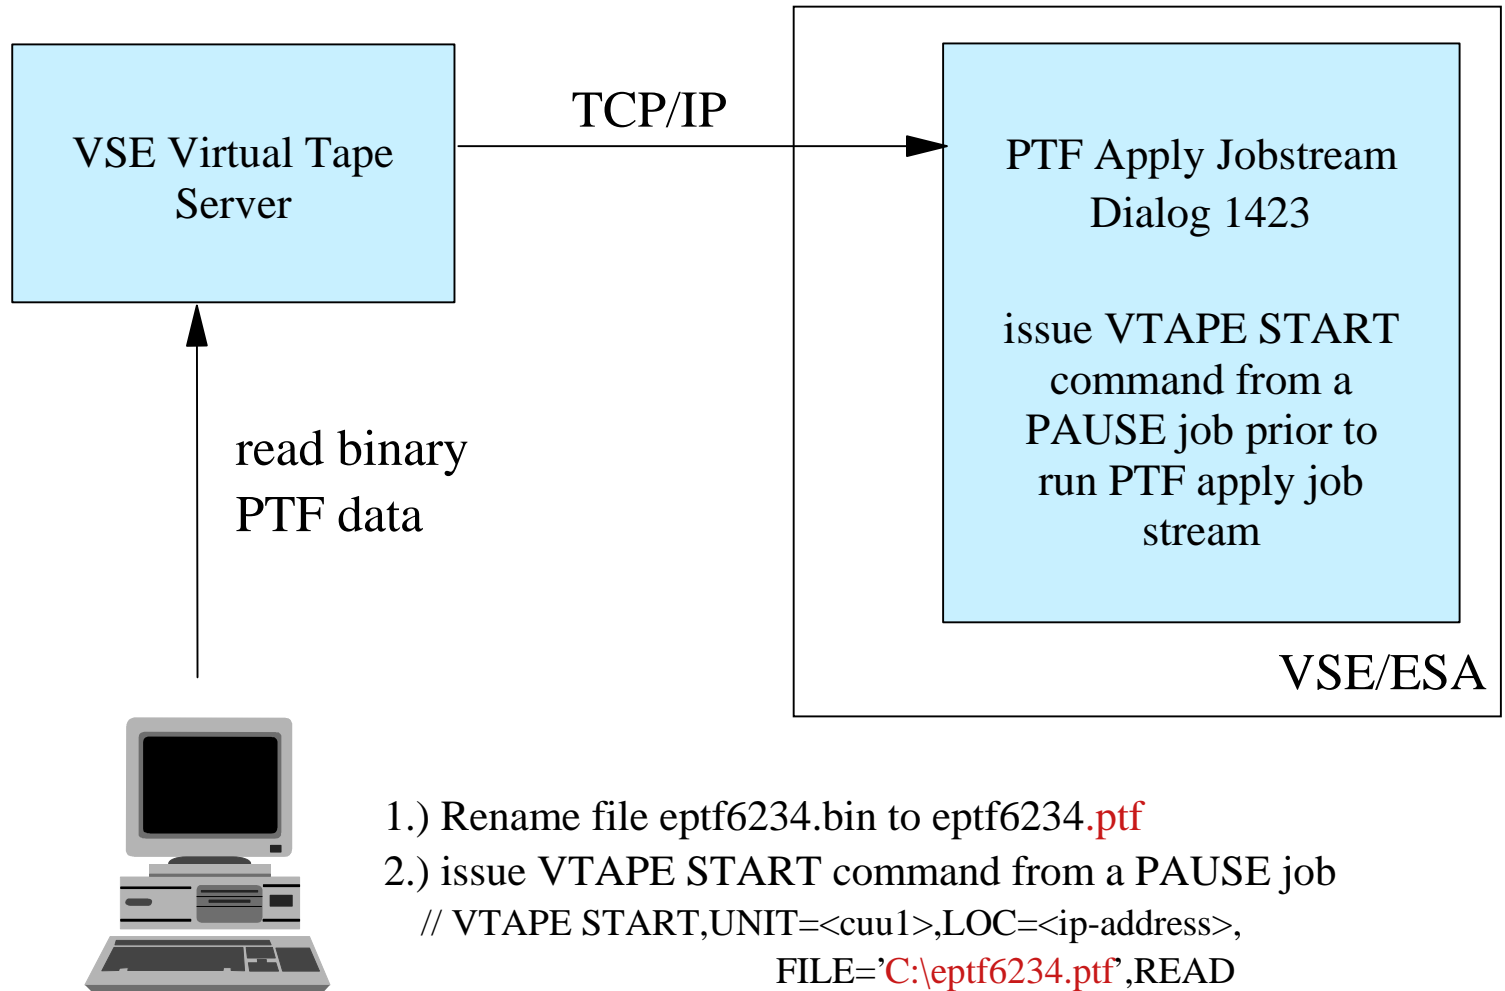 VSE Virtual Tape
Server
TCP/IP
PTF Apply Jobstream
Dialog 1423
issue VTAPE START
command from a
PAUSE job prior to
run PTF apply job
stream
VSE/ESA
read binary
PTF data
1.) Rename file eptf6234.bin to eptf6234.ptf
2.) issue VTAPE START command from a PAUSE job
// VTAPE START,UNIT=<cuu1>,LOC=<ip-address>,
FILE=’C:\eptf6234.ptf’,READ